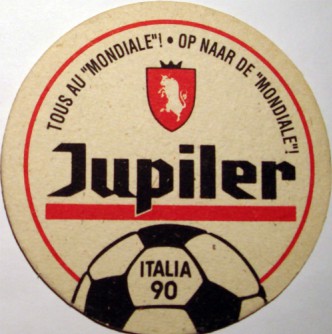 TOUS AU "MONDIALE"! • OP NAAR DE "MONDIALE"!
Jupiler
ITALIA
90